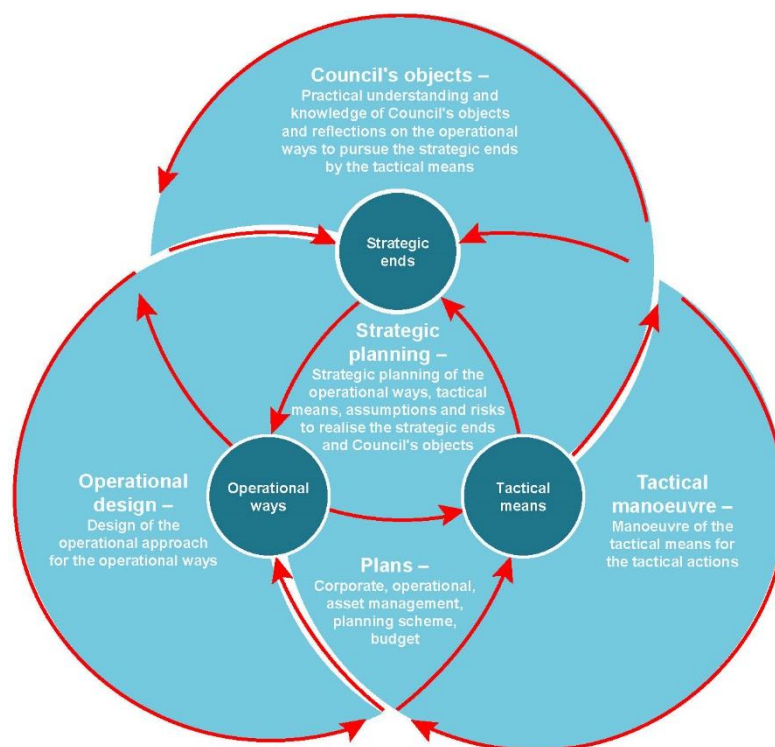 Council's objects –
Practical understanding and
knowledge of Council's objects
and reflections on the operational
ways to pursue the strategic ends
by the tactical means
Strategic
ends
Strategic
planning –
Strategic planning of the
operational ways, tactical
means, assumptions and risks
to realise the strategic ends
and Council's objects
Operational
design –
Design of the
operational approach
for the operational ways
Operational
ways
Tactical
means
Tactical
manoeuvre –
Manoeuvre of the
tactical means for
the tactical actions
Plans –
Corporate, operational,
asset management,
planning scheme,
budget